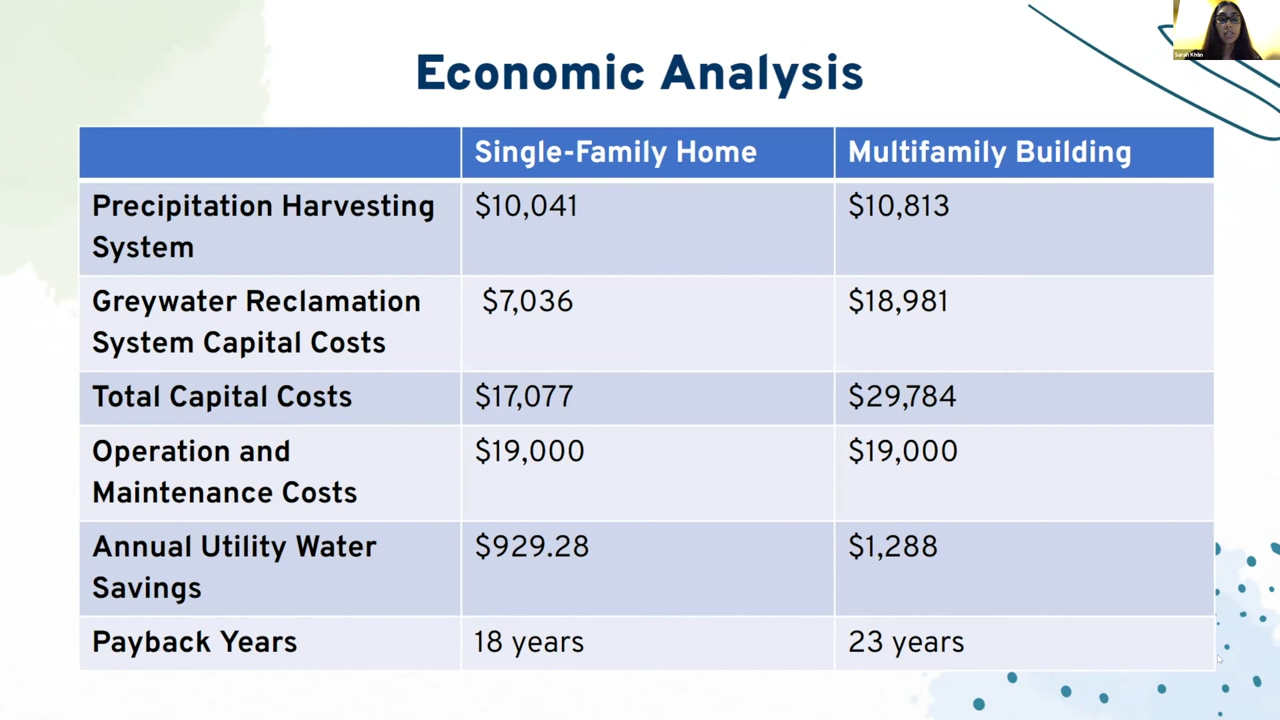 Sarah Khan
Economic Analysis
Single-Family Home
Multifamily Building
Precipitation Harvesting
System
$10,041
$10,813
Greywater Reclamation
System Capital Costs
$7,036
$18,981
Total Capital Costs
$17,077
$29,784
Operation and
Maintenance Costs
$19,000
$19,000
Annual Utility Water
Savings
$929.28
$1,288
Payback Years
18 years
23 years